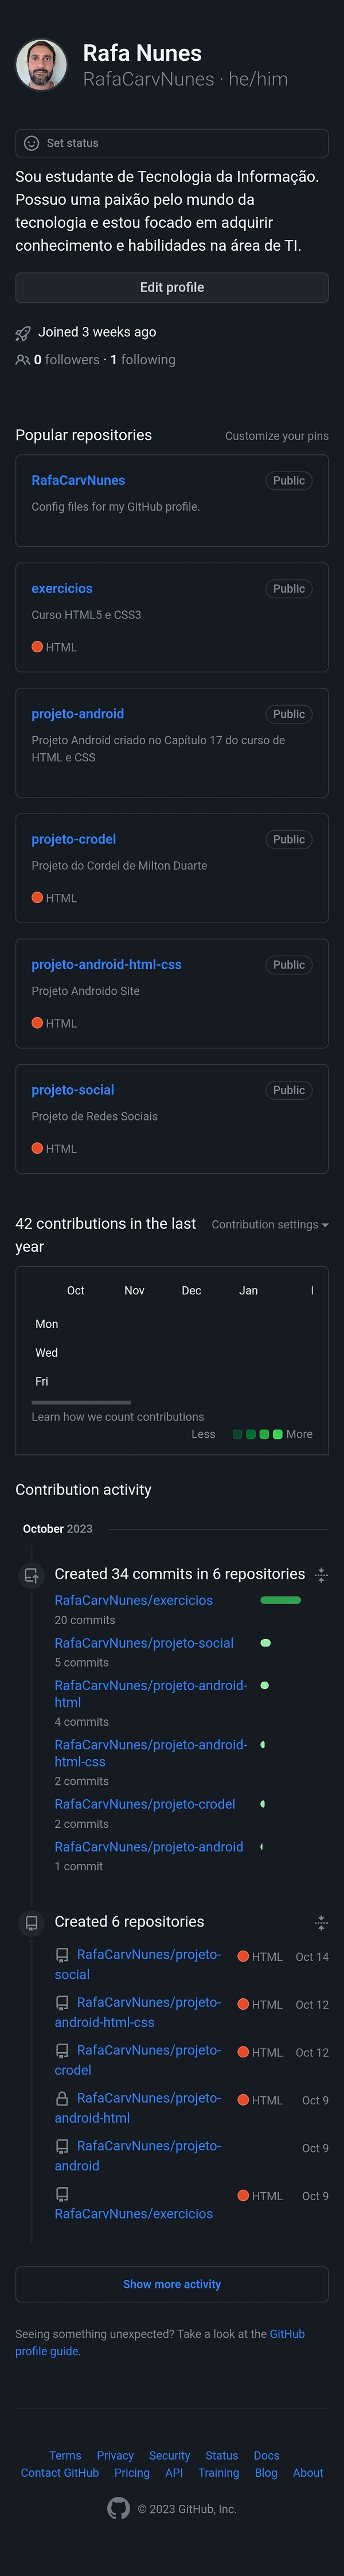 Rafa Nunes
RafaCarvNunes · he/him
Set status
Sou estudante de Tecnologia da Informação.
Possuo uma paixão pelo mundo da
tecnologia e estou focado em adquirir
conhecimento e habilidades na área de TI.
Edit profile
Joined 3 weeks ago
0 followers · 1 following
Popular repositories
Customize your pins
RafaCarvNunes
Public
Config files for my GitHub profile.
exercicios
Public
Curso HTML5 e CSS3
HTML
projeto-android
Public
Projeto Android criado no Capítulo 17 do curso de
HTML e CSS
projeto-crodel
Public
Projeto do Cordel de Milton Duarte
HTML
projeto-android-html-css
Public
Projeto Androido Site
HTML
projeto-social
Public
Projeto de Redes Sociais
HTML
42 contributions in the last
year
Contribution settings
Oct Nov Dec Jan
Mon
Wed
Fri
Learn how we count contributions
Less More
Contribution activity
October 2023
Created 34 commits in 6 repositories
RafaCarvNunes/exercicios
20 commits
RafaCarvNunes/projeto-social
5 commits
RafaCarvNunes/projeto-android-
html
4 commits
RafaCarvNunes/projeto-android-
html-css
2 commits
RafaCarvNunes/projeto-crodel
2 commits
RafaCarvNunes/projeto-android
1 commit
Created 6 repositories
RafaCarvNunes/projeto- HTML Oct 14
social
RafaCarvNunes/projeto- HTML Oct 12
android-html-css
RafaCarvNunes/projeto- HTML Oct 12
crodel
RafaCarvNunes/projeto- HTML Oct 9
android-html
RafaCarvNunes/projeto- Oct 9
android
HTML Oct 9
RafaCarvNunes/exercicios
Show more activity
Seeing something unexpected? Take a look at the GitHub
profile guide.
Terms Privacy Security Status Docs
Contact GitHub Pricing API Training Blog About
© 2023 GitHub, Inc.